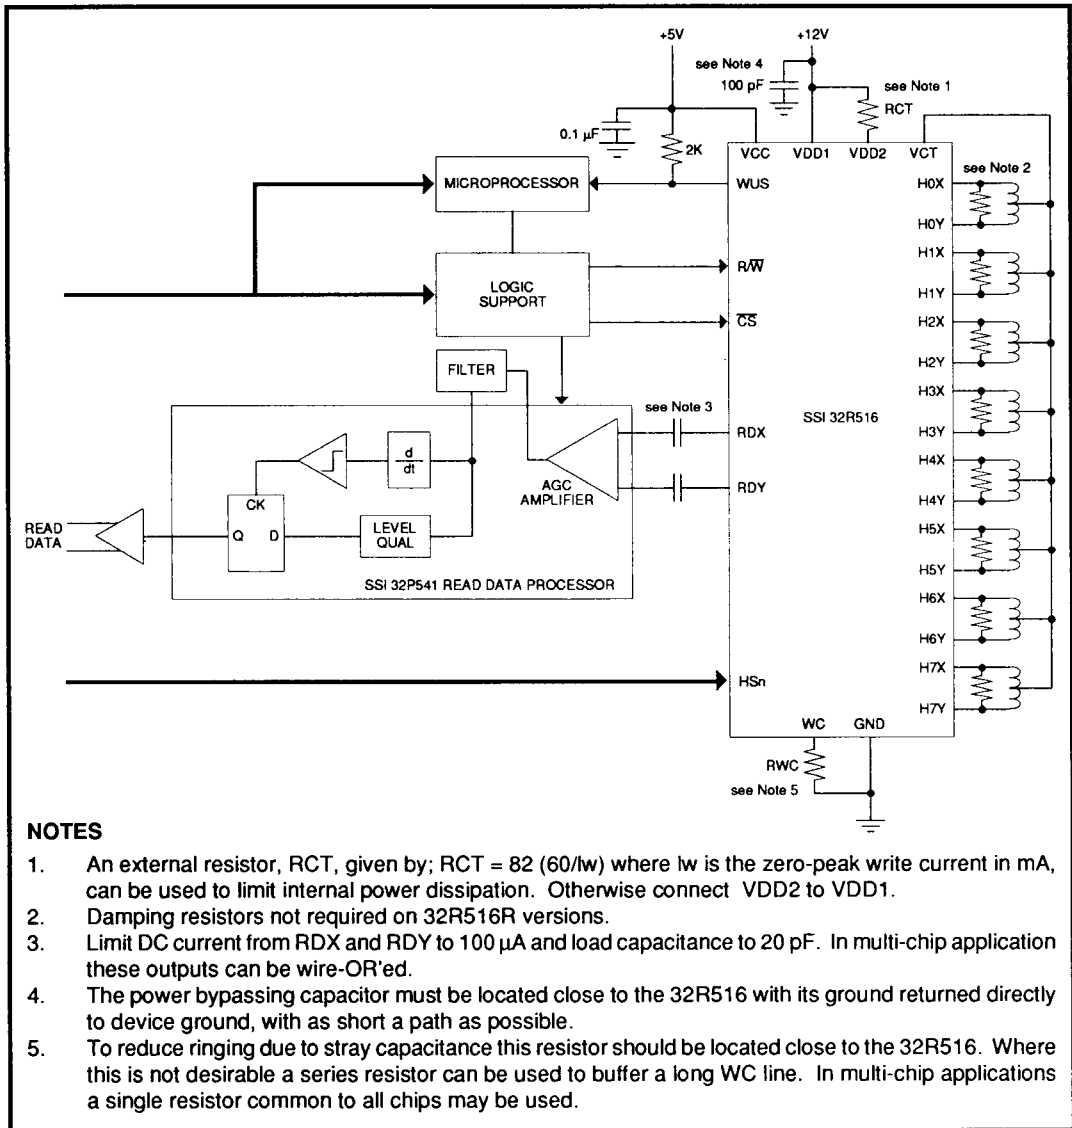 +5V
+12V
see Note 4
100 pF
see Note 1
RCT
0.1 µF
2K
VCC
VDD1
VDD2
VCT
see Note 2
MICROPROCESSOR
WUS
H0X
H0Y
R/W̅
H1X
H1Y
LOGIC
SUPPORT
C̅S̅
H2X
H2Y
FILTER
see Note 3
RDX
SSI 32R516
H3X
H3Y
d
dt
AGC
AMPLIFIER
RDY
H4X
H4Y
CK
Q
D
LEVEL
QUAL
READ
DATA
H5X
H5Y
SSI 32P541 READ DATA PROCESSOR
H6X
H6Y
HSn
H7X
H7Y
WC
GND
RWC
see Note 5
NOTES
1. An external resistor, RCT, given by; RCT = 82 (60/Iw) where Iw is the zero-peak write current in mA,
can be used to limit internal power dissipation. Otherwise connect VDD2 to VDD1.
2. Damping resistors not required on 32R516R versions.
3. Limit DC current from RDX and RDY to 100 µA and load capacitance to 20 pF. In multi-chip application
these outputs can be wire-OR'ed.
4. The power bypassing capacitor must be located close to the 32R516 with its ground returned directly
to device ground, with as short a path as possible.
5. To reduce ringing due to stray capacitance this resistor should be located close to the 32R516. Where
this is not desirable a series resistor can be used to buffer a long WC line. In multi-chip applications
a single resistor common to all chips may be used.